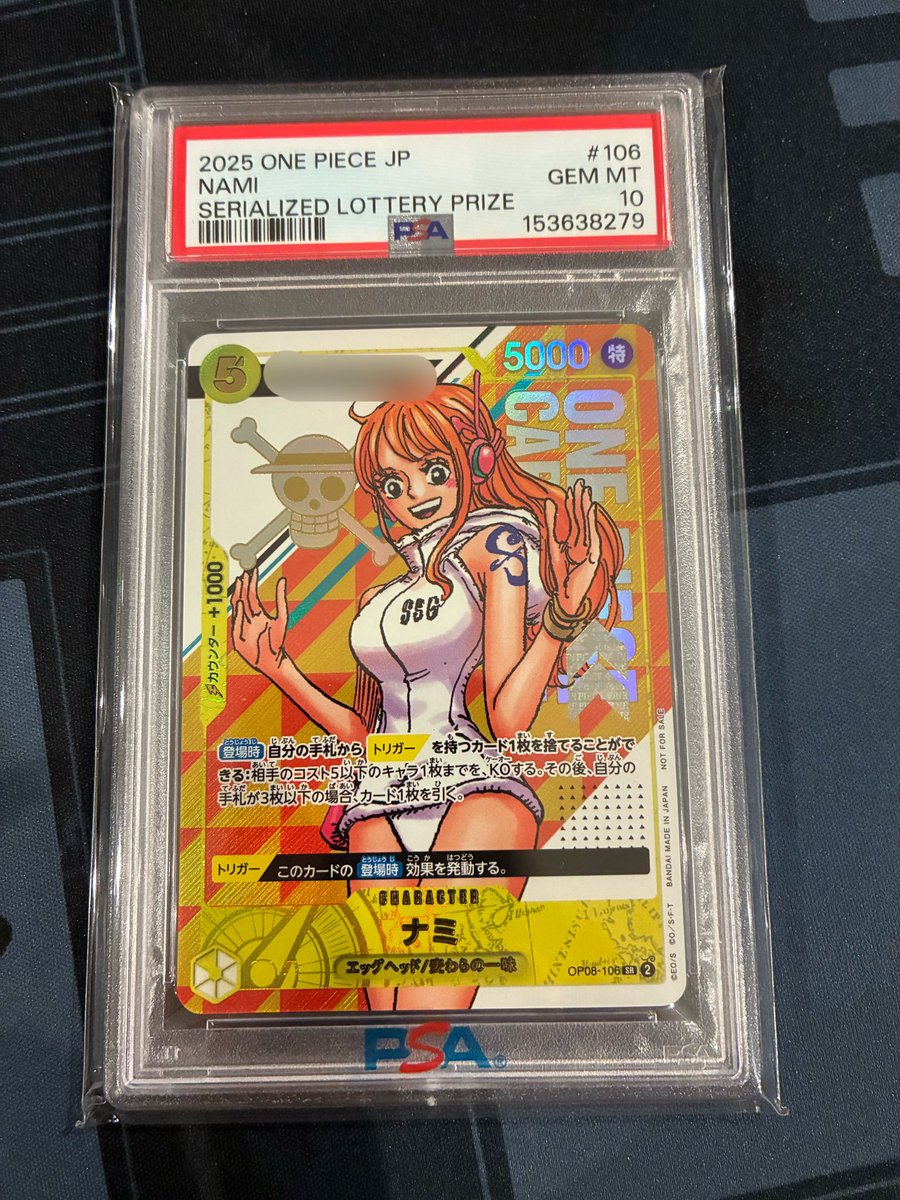 2025 ONE PIECE JP #106
NAMI GEM MT
SERIALIZED LOTTERY PRIZE 10
PSA 153638279
5 5000 特
ONE PIECE
CA
カウンター +1000
S5G
登場時 自分の手札から トリガー を持つカード1枚を捨てることがで
きる:相手のコスト5以下のキャラ1枚までを、KOする。その後、自分の
手札が3枚以下の場合、カード1枚を引く。
トリガー このカードの 登場時 効果を発動する。
CHARACTER
ナミ
エッグヘッド/麦わらの一味
OP08-106 SR 2
©EO/S ©O/S・F・T BANDAI MADE IN JAPAN NOT FOR SALE
PSA